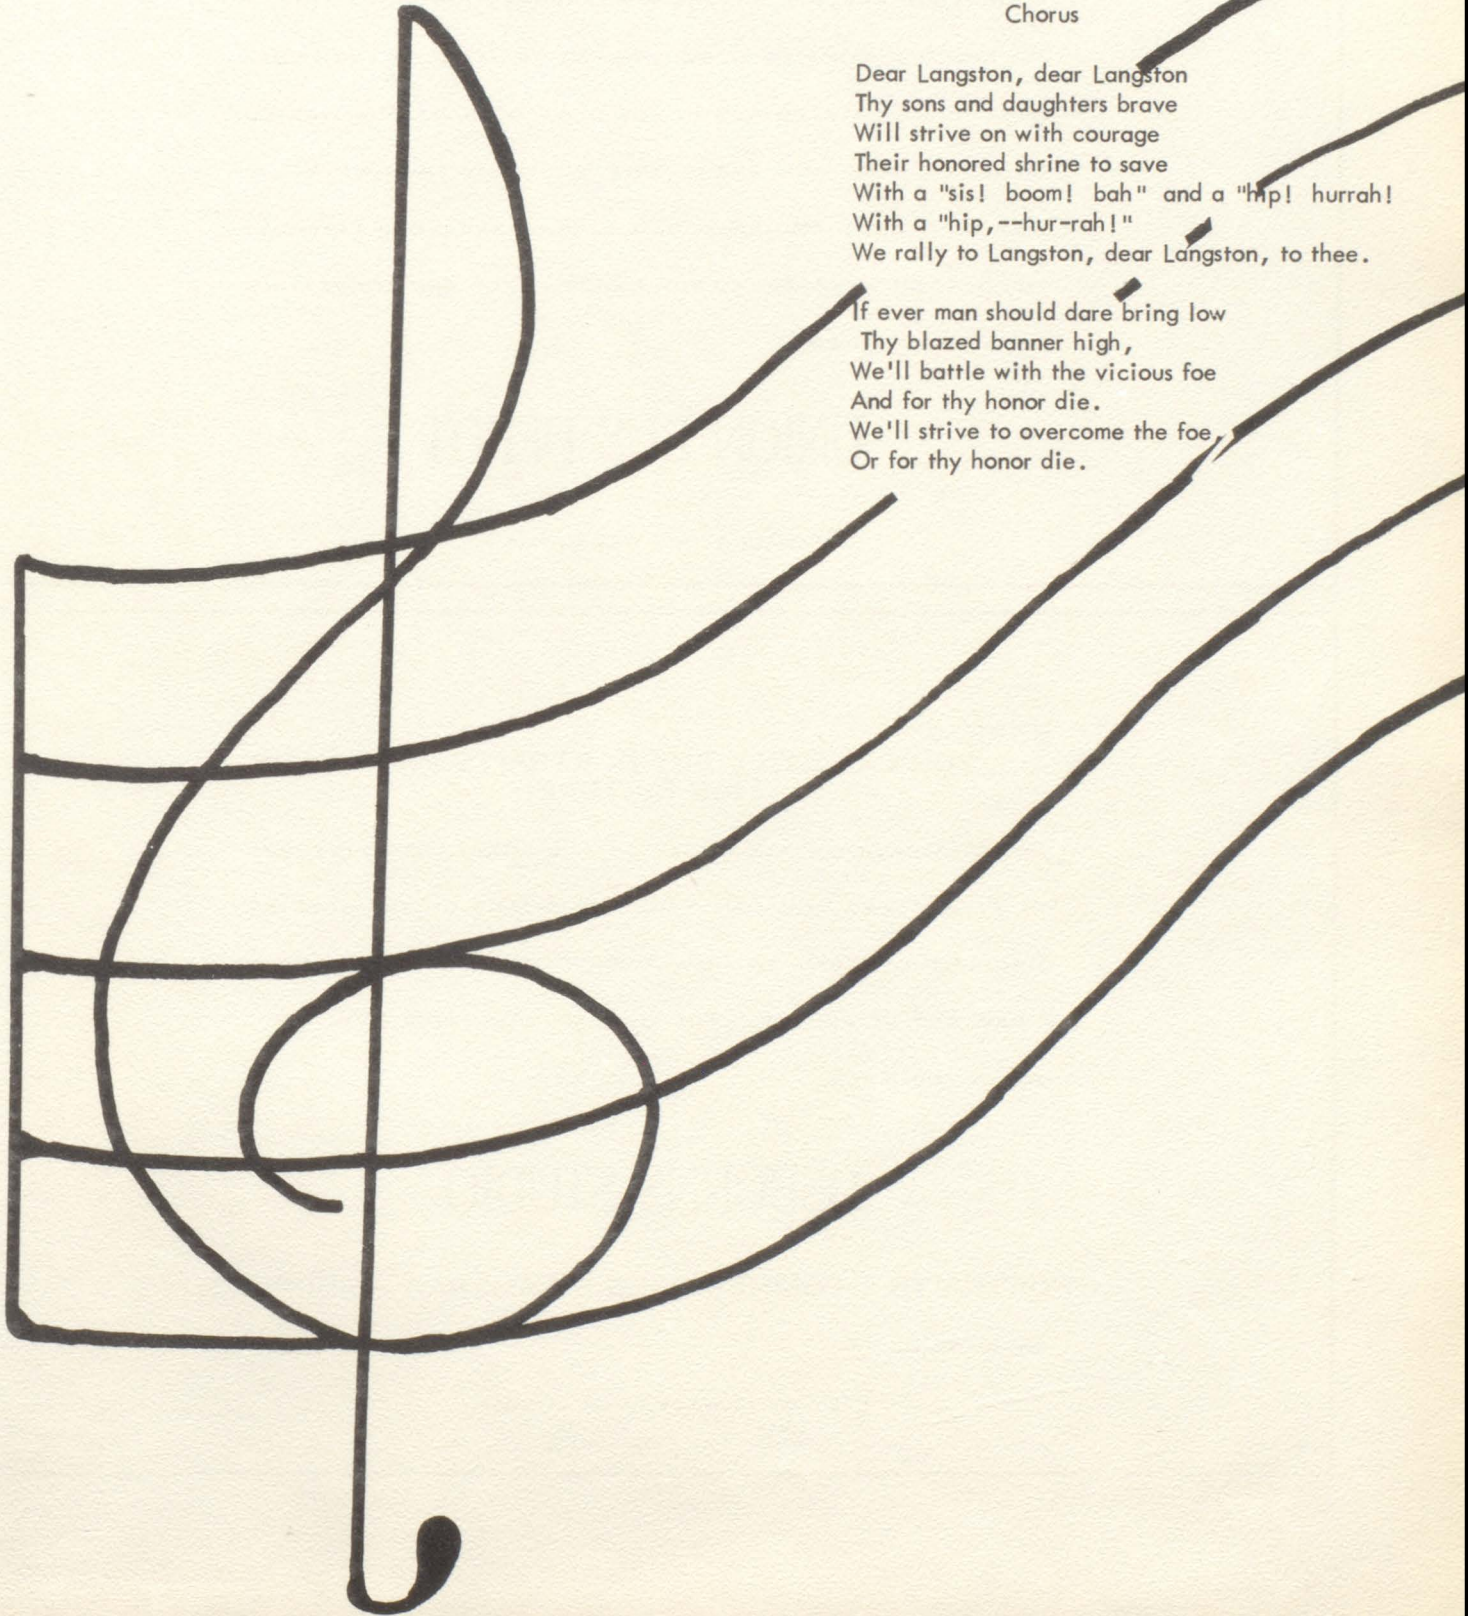 Chorus
Dear Langston, dear Langston
Thy sons and daughters brave
Will strive on with courage
Their honored shrine to save
With a "sis! boom! bah" and a "hip! hurrah!
With a "hip,--hur-rah!"
We rally to Langston, dear Langston, to thee.
If ever man should dare bring low
Thy blazed banner high,
We'll battle with the vicious foe
And for thy honor die.
We'll strive to overcome the foe,
Or for thy honor die.